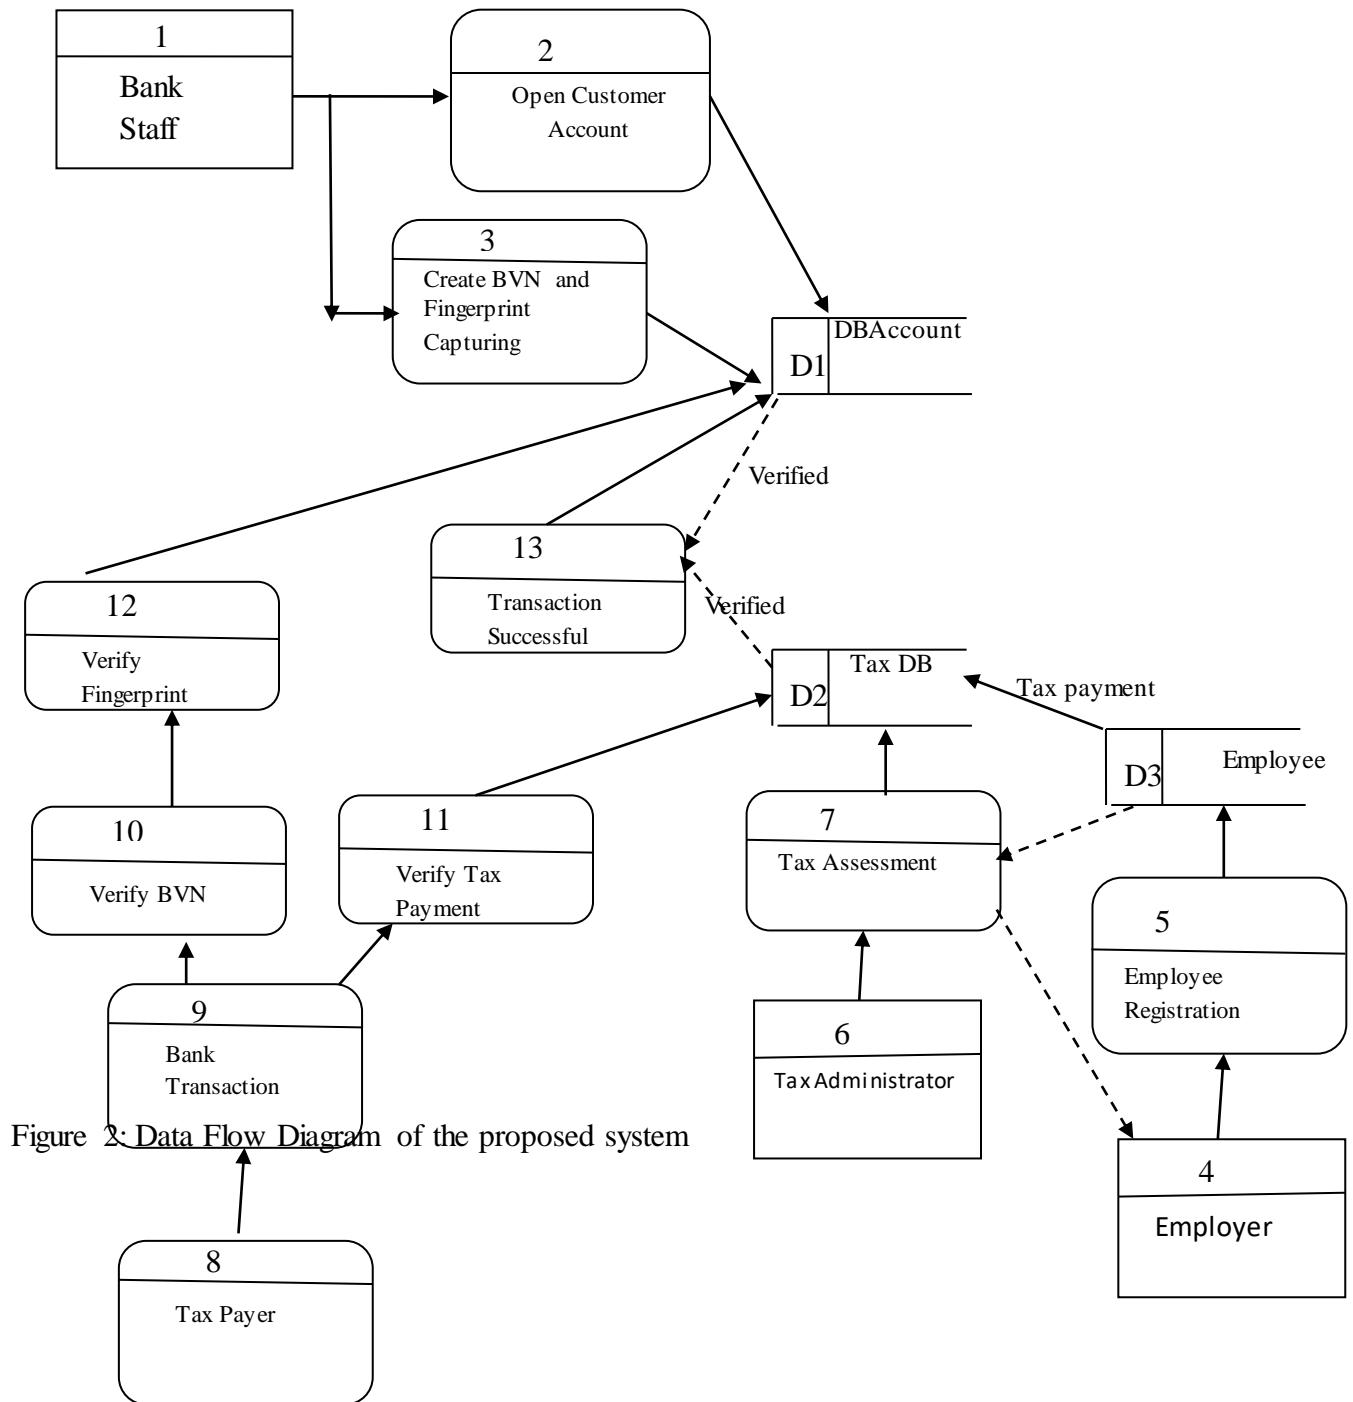 1
Bank
Staff
2
Open Customer
Account
3
Create BVN and
Fingerprint
Capturing
DBAccount
D1
Verified
13
Transaction
Successful
Verified
12
Verify
Fingerprint
Tax DB
D2
Tax payment
Employee
D3
10
Verify BVN
11
Verify Tax
Payment
7
Tax Assessment
5
Employee
Registration
9
Bank
Transaction
6
Tax Administrator
Figure 2: Data Flow Diagram of the proposed system
4
Employer
8
Tax Payer